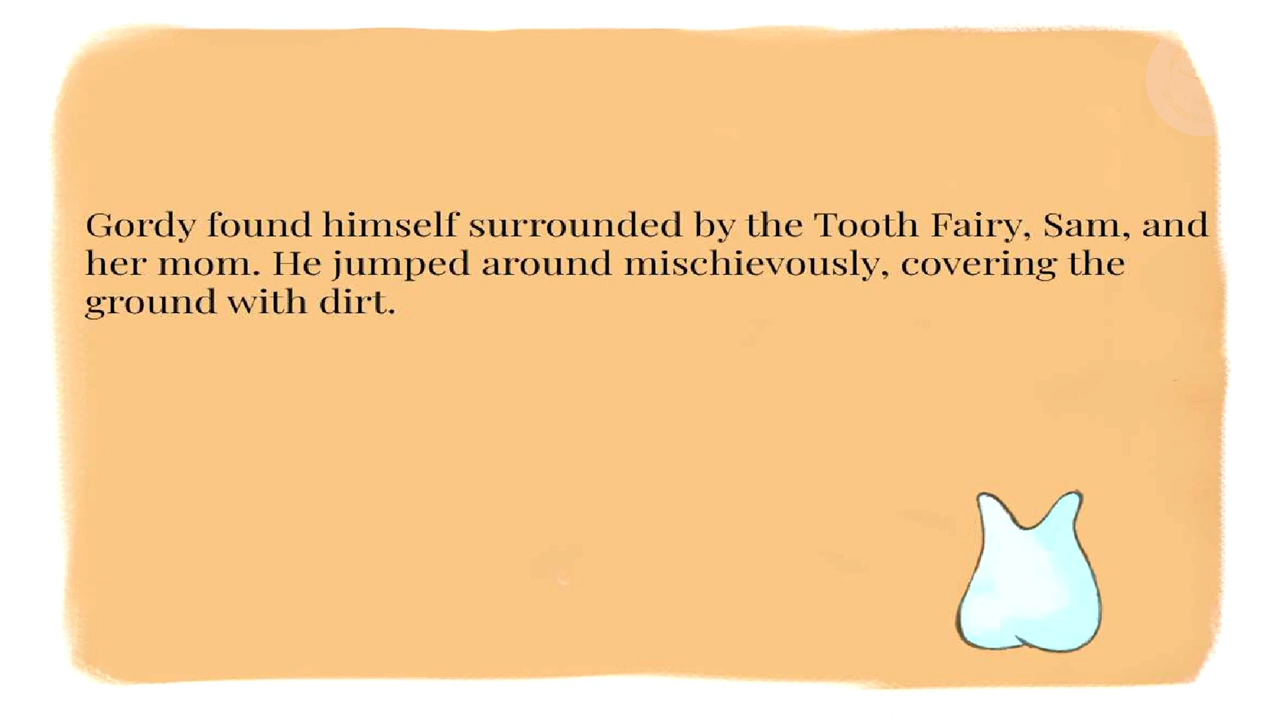 Gordy found himself surrounded by the Tooth Fairy, Sam, and
her mom. He jumped around mischievously, covering the
ground with dirt.